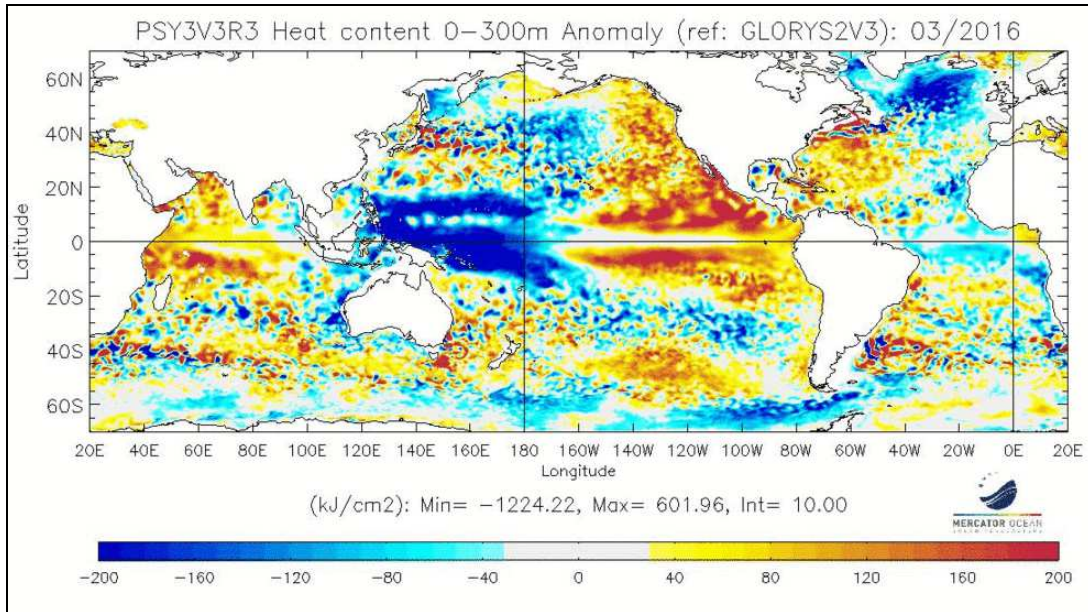 PSY3V3R3 Heat content 0-300m Anomaly (ref: GLORYS2V3): 03/2016
60N
40N
20N
0
20S
40S
60S
Latitude
20E 40E 60E 80E 100E 120E 140E 160E 180 160W 140W 120W 100W 80W 60W 40W 20W 0E 20E
Longitude
(kJ/cm2): Min= -1224.22, Max= 601.96, Int= 10.00
MERCATOR OCEAN
-200 -160 -120 -80 -40 0 40 80 120 160 200